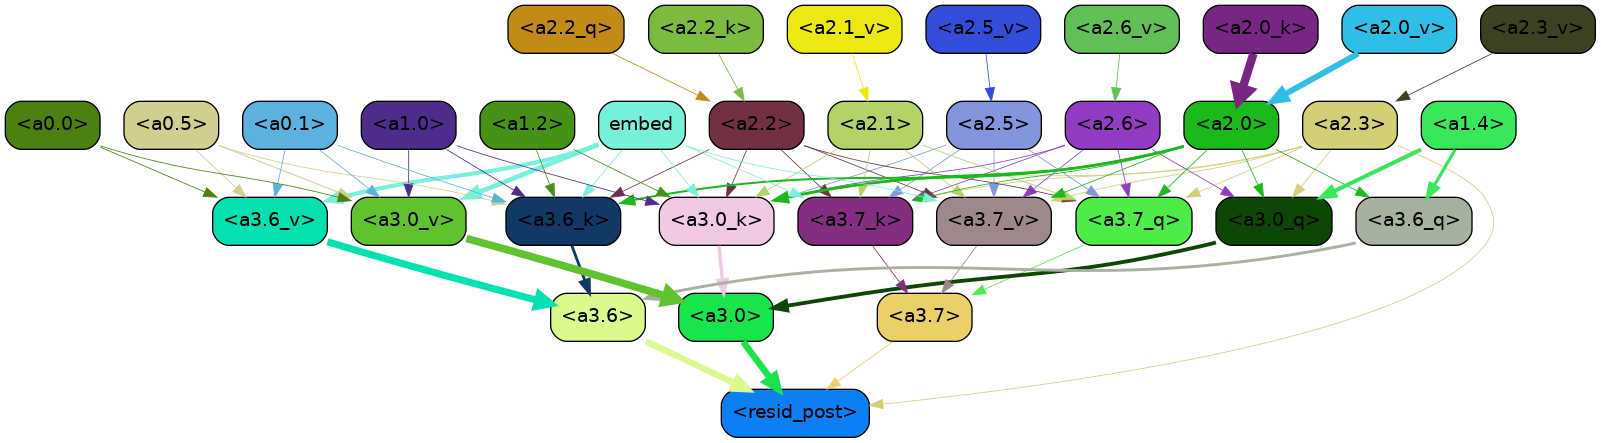 <a2.2_q> <a2.2_k> <a2.1_v> <a2.5_v> <a2.6_v> <a2.0_k> <a2.0_v> <a2.3_v>
<a0.0> <a0.5> <a0.1> <a1.0> <a1.2> embed <a2.2> <a2.1> <a2.5> <a2.6> <a2.0> <a2.3> <a1.4>
<a3.6_v> <a3.0_v> <a3.6_k> <a3.0_k> <a3.7_k> <a3.7_v> <a3.7_q> <a3.0_q> <a3.6_q>
<a3.6> <a3.0> <a3.7>
<resid_post>